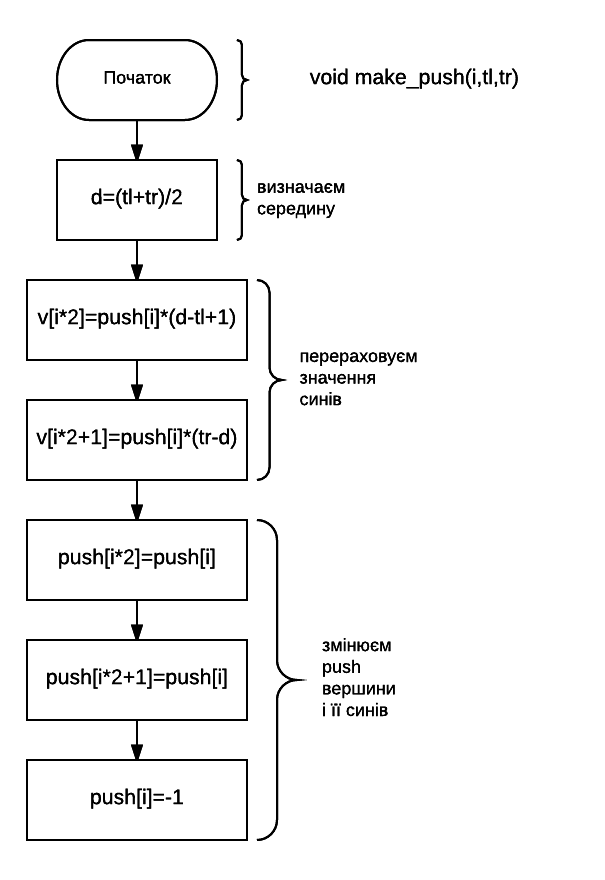 Початок
void make_push(i,tl,tr)
d=(tl+tr)/2
визначаєм
середину
v[i*2]=push[i]*(d-tl+1)
перераховуєм
значення
синів
v[i*2+1]=push[i]*(tr-d)
push[i*2]=push[i]
push[i*2+1]=push[i]
змінюєм
push
вершини
і її синів
push[i]=-1